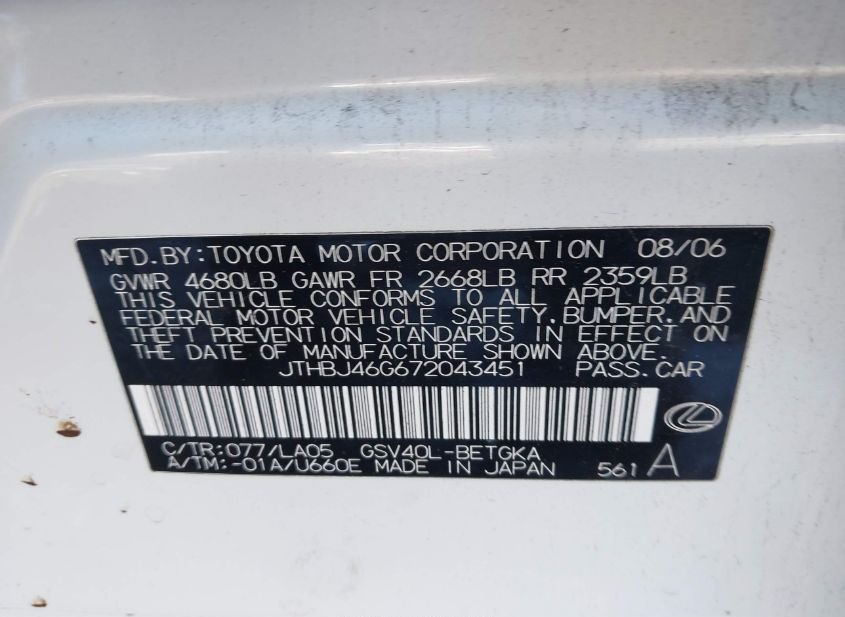 MFD.BY:TOYOTA MOTOR CORPORATION 08/06
GVWR 4680LB GAWR FR 2668LB RR 2359LB
THIS VEHICLE CONFORMS TO ALL APPLICABLE
FEDERAL MOTOR VEHICLE SAFETY,BUMPER,AND
THEFT PREVENTION STANDARDS IN EFFECT ON
THE DATE OF MANUFACTURE SHOWN ABOVE.
JTHBJ46G672043451 PASS.CAR
C/TR:077/LA05 GSV40L-BETGKA
A/TM:-01A/U660E MADE IN JAPAN 561 A